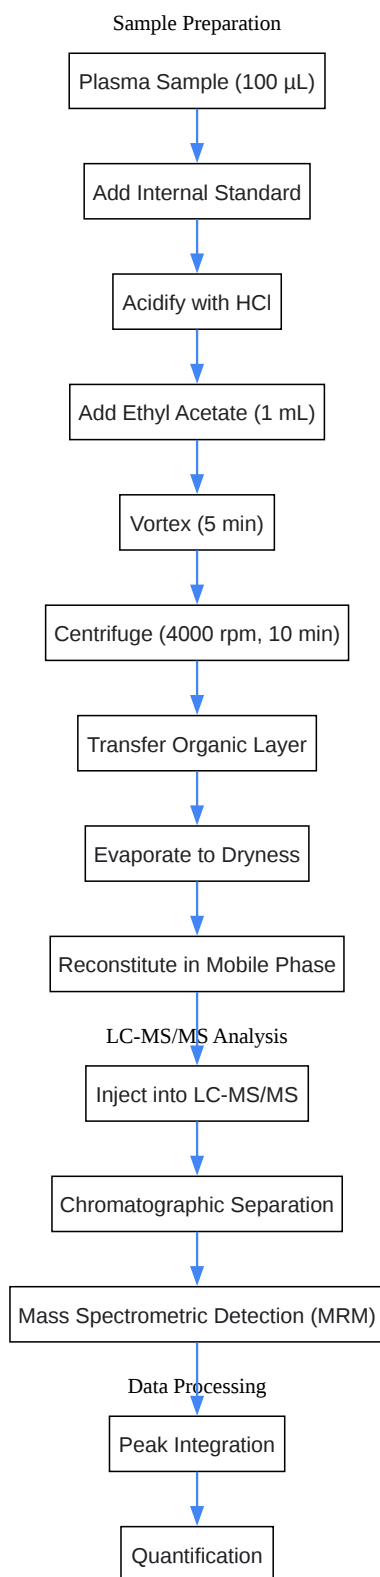 Sample Preparation
Plasma Sample (100 µL)
Add Internal Standard
Acidify with HCl
Add Ethyl Acetate (1 mL)
Vortex (5 min)
Centrifuge (4000 rpm, 10 min)
Transfer Organic Layer
Evaporate to Dryness
Reconstitute in Mobile Phase
LC-MS/MS Analysis
Inject into LC-MS/MS
Chromatographic Separation
Mass Spectrometric Detection (MRM)
Data Processing
Peak Integration
Quantification